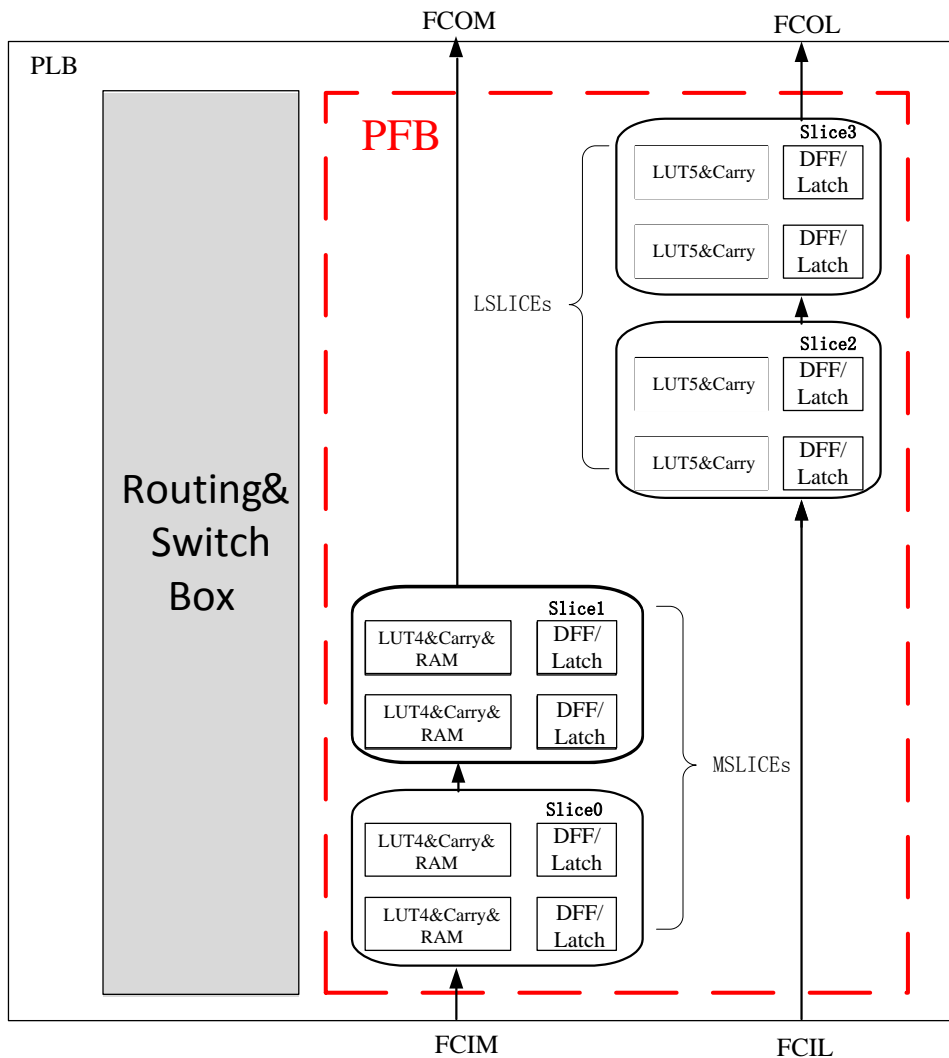 FCOM
FCOL
PLB
PFB
Slice3
LUT5&Carry
DFF/
Latch
LUT5&Carry
DFF/
Latch
LSLICEs
Slice2
LUT5&Carry
DFF/
Latch
LUT5&Carry
DFF/
Latch
Routing&
Switch
Box
Slice1
LUT4&Carry&
RAM
DFF/
Latch
LUT4&Carry&
RAM
DFF/
Latch
MSLICEs
Slice0
LUT4&Carry&
RAM
DFF/
Latch
LUT4&Carry&
RAM
DFF/
Latch
FCIM
FCIL